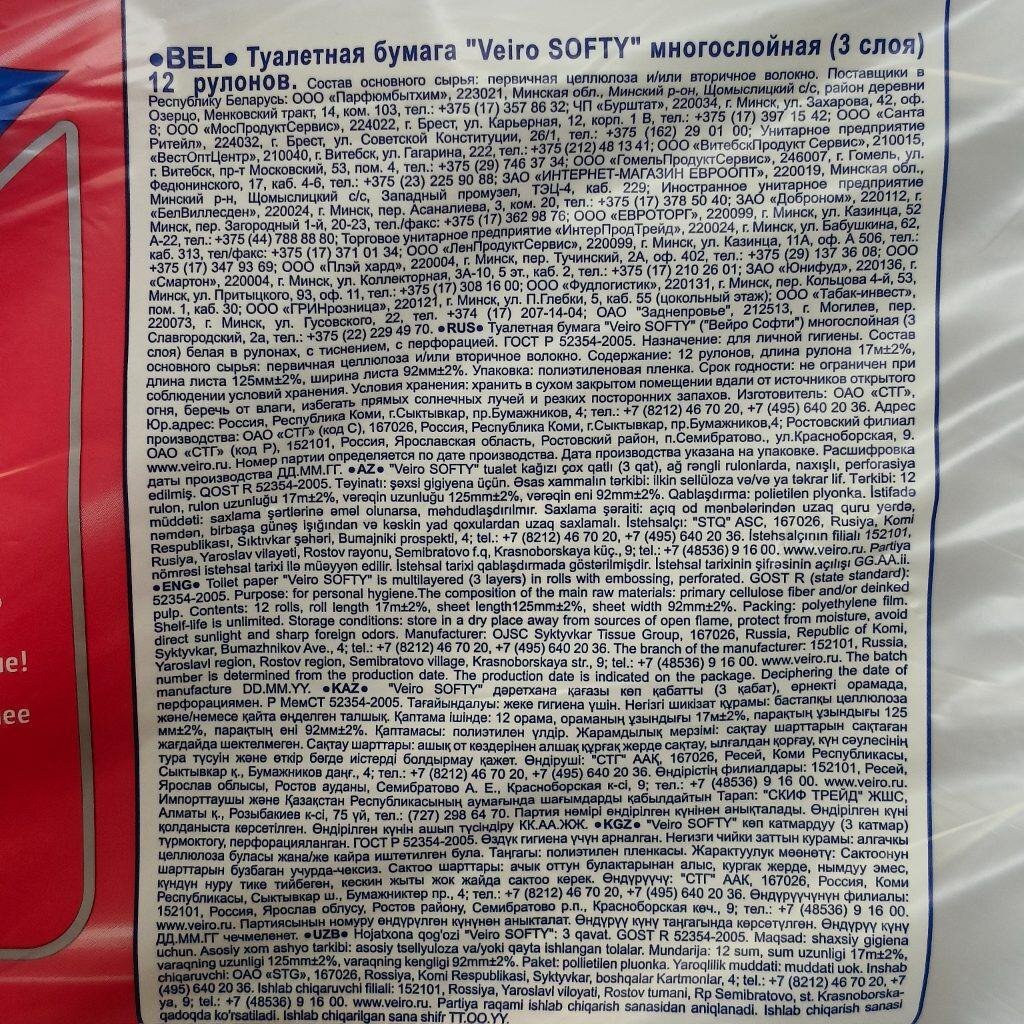 ●BEL● Туалетная бумага "Veiro SOFTY" многослойная (3 слоя)
12 рулонов. Состав основного сырья: первичная целлюлоза и/или вторичное волокно. Поставщики в
Республику Беларусь: ООО «Парфюмбытхим», 223021, Минская обл., Минский р-он, Щомыслицкий с/с, район деревни
Озерцо, Менковский тракт, 14, ком. 103, тел.: +375 (17) 357 86 32; ЧП «Бурштат», 220034, г. Минск, ул. Захарова, 42, оф.
8; ООО «МосПродуктСервис», 224022, г. Брест, ул. Карьерная, 12, корп. 1 В, тел.: +375 (17) 397 15 42; ООО «Санта
Ритейл», 224032, г. Брест, ул. Советской Конституции, 26/1, тел.: +375 (162) 29 01 00; Унитарное предприятие
«ВестОптЦентр», 210040, г. Витебск, ул. Гагарина, 222, тел.:+375 (212) 48 13 41; ООО «ВитебскПродукт Сервис», 210015,
г. Витебск, пр-т Московский, 53, пом. 4, тел.: +375 (29) 746 37 34; ООО «ГомельПродуктСервис», 246007, г. Гомель, ул.
Федюнинского, 17, каб. 4-6, тел.: +375 (23) 225 90 88; ЗАО «ИНТЕРНЕТ-МАГАЗИН ЕВРООПТ», 220019, Минская обл.,
Минский р-н, Щомыслицкий с/с, Западный промузел, ТЭЦ-4, каб. 229; Иностранное унитарное предприятие
«БелВиллесден», 220024, г. Минск, пер. Асаналиева, 3, ком. 20, тел.: +375 (17) 378 50 40; ЗАО «Доброном», 220112, г.
Минск, пер. Загородный 1-й, 20-23, тел./факс: +375 (17) 362 98 76; ООО «ЕВРОТОРГ», 220099, г. Минск, ул. Казинца, 52
А-22, тел.: +375 (44) 788 88 80; Торговое унитарное предприятие «ИнтерПродТрейд», 220024, г. Минск, ул. Бабушкина, 62,
каб. 313, тел/факс: +375 (17) 371 01 34; ООО «ЛенПродуктСервис», 220099, г. Минск, ул. Казинца, 11А, оф. А 506, тел.:
+375 (17) 347 93 69; ООО «Плэй хард», 220004, г. Минск, пер. Тучинский, 2А, оф. 402, тел.: +375 (29) 137 36 08; ООО
«Смартон», 220004, г. Минск, ул. Коллекторная, 3А-10, 5 эт., каб. 2, тел.: +375 (17) 210 26 01; ЗАО «Юнифуд», 220136, г.
Минск, ул. Притыцкого, 93, оф. 11, тел.: +375 (17) 308 16 00; ООО «Фудлогистик», 220131, г. Минск, пер. Кольцова 4-й, 53,
пом. 1, каб. 30; ООО «ГРИНрозница», 220121, г. Минск, ул. П.Глебки, 5, каб. 55 (цокольный этаж); ООО «Табак-инвест»,
220073, г. Минск, ул. Гусовского, 22, тел. +374 (17) 207-14-04; ОАО "Заднепровье", 212513, г. Могилев, пер.
Славгородский, 2а, тел.: +375 (22) 229 49 70. ●RUS● Туалетная бумага "Veiro SOFTY" ("Вейро Софти") многослойная (3
слоя) белая в рулонах, с тиснением, с перфорацией. ГОСТ Р 52354-2005. Назначение: для личной гигиены. Состав
основного сырья: первичная целлюлоза и/или вторичное волокно. Содержание: 12 рулонов, длина рулона 17м±2%,
длина листа 125мм±2%, ширина листа 92мм±2%. Упаковка: полиэтиленовая пленка. Срок годности: не ограничен при
соблюдении условий хранения. Условия хранения: хранить в сухом закрытом помещении вдали от источников открытого
огня, беречь от влаги, избегать прямых солнечных лучей и резких посторонних запахов. Изготовитель: ОАО «СТГ»,
Юр.адрес: Россия, Республика Коми, г.Сыктывкар, пр.Бумажников, 4; тел.: +7 (8212) 46 70 20, +7 (495) 640 20 36. Адрес
производства: ОАО «СТГ» (код С), 167026, Россия, Республика Коми, г.Сыктывкар, пр.Бумажников,4; Ростовский филиал
ОАО «СТГ» (код Р), 152101, Россия, Ярославская область, Ростовский район, п.Семибратово., ул.Красноборская, 9.
www.veiro.ru. Номер партии определяется по дате производства. Дата производства указана на упаковке. Расшифровка
даты производства ДД.ММ.ГГ. ●AZ● "Veiro SOFTY" tualet kağızı çox qatlı (3 qat), ağ rəngli rulonlarda, naxışlı, perforasiya
edilmiş. QOST R 52354-2005. Təyinatı: şəxsi gigiyena üçün. Əsas xammalın tərkibi: ilkin sellüloza və/və ya təkrar lif. Tərkibi: 12
rulon, rulon uzunluğu 17m±2%, vərəqin uzunluğu 125mm±2%, vərəqin eni 92mm±2%. Qablaşdırma: polietilen plyonka. İstifadə
müddəti: saxlama şərtlərinə əməl olunarsa, məhdudlaşdırılmır. Saxlama şəraiti: açıq od mənbələrindən uzaq quru yerdə,
nəmdən, birbaşa günəş işığından və kəskin yad qoxulardan uzaq saxlamalı. İstehsalçı: "STQ" ASC, 167026, Rusiya, Komi
Respublikası, Sıktıvkar şəhəri, Bumajniki prospekti, 4; tel.: +7 (8212) 46 70 20, +7 (495) 640 20 36. İstehsalçının filialı 152101,
Rusiya, Yaroslav vilayəti, Rostov rayonu, Semibratovo f.q, Krasnoborskaya küç., 9; tel.: +7 (48536) 9 16 00. www.veiro.ru. Partiya
nömrəsi istehsal tarixi ilə müəyyən edilir. İstehsal tarixi qablaşdırmada göstərilmişdir. İstehsal tarixinin şifrəsinin açılışı GG.AA.İi.
●ENG● Toilet paper "Veiro SOFTY" is multilayered (3 layers) in rolls with embossing, perforated. GOST R (state standard):
52354-2005. Purpose: for personal hygiene.The composition of the main raw materials: primary cellulose fiber and/or deinked
pulp. Contents: 12 rolls, roll length 17m±2%, sheet length125mm±2%, sheet width 92mm±2%. Packing: polyethylene film.
Shelf-life is unlimited. Storage conditions: store in a dry place away from sources of open flame, protect from moisture, avoid
direct sunlight and sharp foreign odors. Manufacturer: OJSC Syktyvkar Tissue Group, 167026, Russia, Republic of Komi,
Syktyvkar, Bumazhnikov Ave., 4; tel.: +7 (8212) 46 70 20, +7 (495) 640 20 36. The branch of the manufacturer: 152101, Russia,
Yaroslavl region, Rostov region, Semibratovo village, Krasnoborskaya str., 9; tel.: +7 (48536) 9 16 00. www.veiro.ru. The batch
number is determined from the production date. The production date is indicated on the package. Deciphering the date of
manufacture DD.MM.YY. ●KAZ● "Veiro SOFTY" дәретхана қағазы көп қабатты (3 қабат), өрнекті орамада,
перфорациямен. Р МемСТ 52354-2005. Тағайындалуы: жеке гигиена үшін. Негізгі шикізат құрамы: бастапқы целлюлоза
және/немесе қайта өңделген талшық. Қаптама ішінде: 12 орама, ораманың ұзындығы 17м±2%, парақтың ұзындығы 125
мм±2%, парақтың ені 92мм±2%. Қаптамасы: полиэтилен үлдір. Жарамдылық мерзімі: сақтау шарттарын сақтаған
жағдайда шектелмеген. Сақтау шарттары: ашық от көздерінен алшақ құрғақ жерде сақтау, ылғалдан қорғау, күн сәулесінің
тура түсуін және өткір бөгде иістерді болдырмау қажет. Өндіруші: "СТГ" ААҚ, 167026, Ресей, Коми Республикасы,
Сыктывкар қ., Бумажников даңғ., 4; тел.: +7 (8212) 46 70 20, +7 (495) 640 20 36. Өндірістің филиалдары: 152101, Ресей,
Ярослав облысы, Ростов ауданы, Семибратово А. Е., Красноборская к-сі, 9; тел.: +7 (48536) 9 16 00. www.veiro.ru.
Импорттаушы және Қазақстан Республикасының аумағында шағымдарды қабылдайтын Тарап: "СКИФ ТРЕЙД" ЖШС,
Алматы қ., Розыбакиев к-сі, 75 үй, тел.: (727) 298 64 70. Партия нөмірі өндірілген күнінен анықталады. Өндірілген күні
қолданыста көрсетілген. Өндірілген күнін ашып түсіндіру КК.АА.ЖЖ. ●KGZ● "Veiro SOFTY" көп катмардуу (3 катмар)
түрмоктогу, перфорацияланган. ГОСТ Р 52354-2005. Өздүк гигиена үчүн арналган. Негизги чийки заттын курамы: алгачкы
целлюлоза буласы жана/же кайра иштетилген була. Таңгагы: полиэтилен пленкасы. Жарактуулук мөөнөтү: Сактоонун
шарттарын бузбаган учурда-чексиз. Сактоо шарттары: ачык оттун булактарынан алыс, кургак жерде, нымдуу эмес,
күндүн нуру тике тийбеген, кескин жыты жок жайда сактоо керек. Өндүрүүчү: "СТГ" ААК, 167026, Россия, Коми
Республикасы, Сыктывкар ш., Бумажниктер пр., 4; тел.: +7 (8212) 46 70 20, +7 (495) 640 20 36. Өндүрүүчүнүн филиалы:
152101, Россия, Ярослав облусу, Ростов району, Семибратово р.п., Красноборская көч., 9; тел.: +7 (48536) 9 16 00.
www.veiro.ru. Партиясынын номуру өндүрүлгөн күнүнөн аныкталат. Өндүрүү күнү таңгагында көрсөтүлгөн. Өндүрүү күнү
ДД.ММ.ГГ чечмеленет. ●UZB● Hojatxona qog'ozi "Veiro SOFTY": 3 qavat. GOST R 52354-2005. Maqsad: shaxsiy gigiena
uchun. Asosiy xom ashyo tarkibi: asosiy tsellyuloza va/yoki qayta ishlangan tolalar. Mundarija: 12 sum, sum uzunligi 17m±2%,
varaqning uzunligi 125mm±2%, varaqning kengligi 92mm±2%. Paket: polietilen pluonka. Yaroqlilik muddati: muddati uok. Inshab
chiqaruvchi: ОАО «STG», 167026, Rossiya, Komi Respublikasi, Syktyvkar, boshqalar Kartmonlar, 4; tel.: +7 (8212) 46 70 20, +7
(495) 640 20 36. Ishlab chiqaruvchi filiali: 152101, Rossiya, Yaroslavl viloyati, Rostov tumani, Rp Semibratovo, st. Krasnoborska-
ya, 9; tel.: +7 (48536) 9 16 00. www.veiro.ru. Partiya raqami ishlab chiqarish sanasidan aniqlanadi. Ishlab chiqarish sanasi
qadoqda ko'rsatiladi. Ishlab chiqarilgan sana shifr TT.OO.YY.